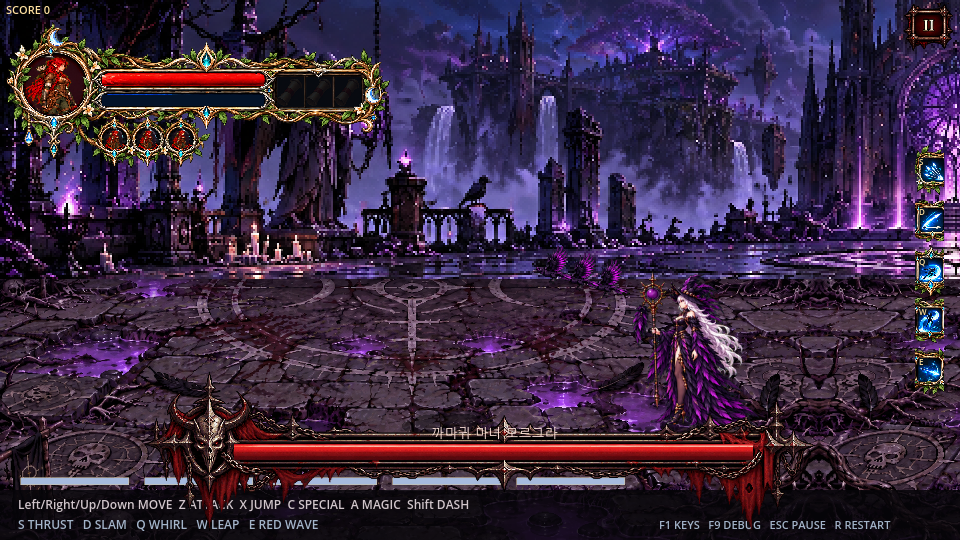 SCORE 0
II
D
Q
W
E
까마귀 마녀 모르그라
Left/Right/Up/Down MOVE Z ATTACK X JUMP C SPECIAL A MAGIC Shift DASH
S THRUST D SLAM Q WHIRL W LEAP E RED WAVE
F1 KEYS F9 DEBUG ESC PAUSE R RESTART